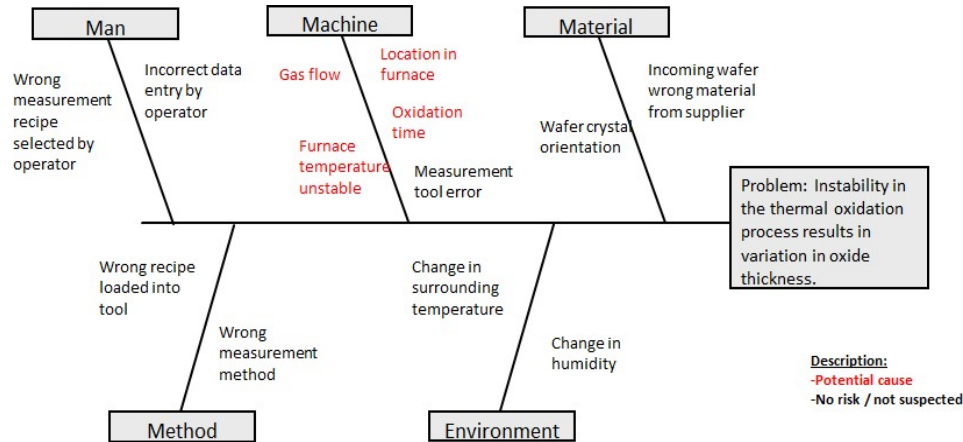 Man
Machine
Material
Wrong
measurement
recipe
selected by
operator
Incorrect data
entry by
operator
Gas flow
Location in
furnace
Oxidation
time
Furnace
temperature
unstable
Measurement
tool error
Wafer crystal
orientation
Incoming wafer
wrong material
from supplier
Problem: Instability in
the thermal oxidation
process results in
variation in oxide
thickness.
Wrong recipe
loaded into
tool
Wrong
measurement
method
Change in
surrounding
temperature
Change in
humidity
Method
Environment
Description:
-Potential cause
-No risk / not suspected